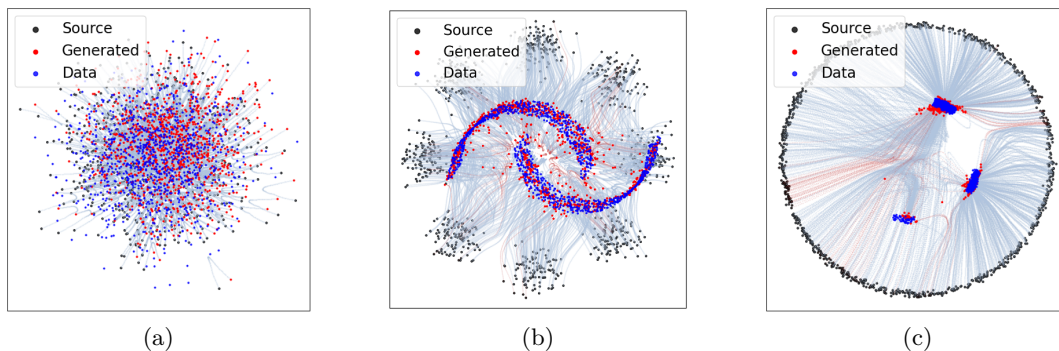 Source
Generated
Data
Source
Generated
Data
Source
Generated
Data
(a)
(b)
(c)